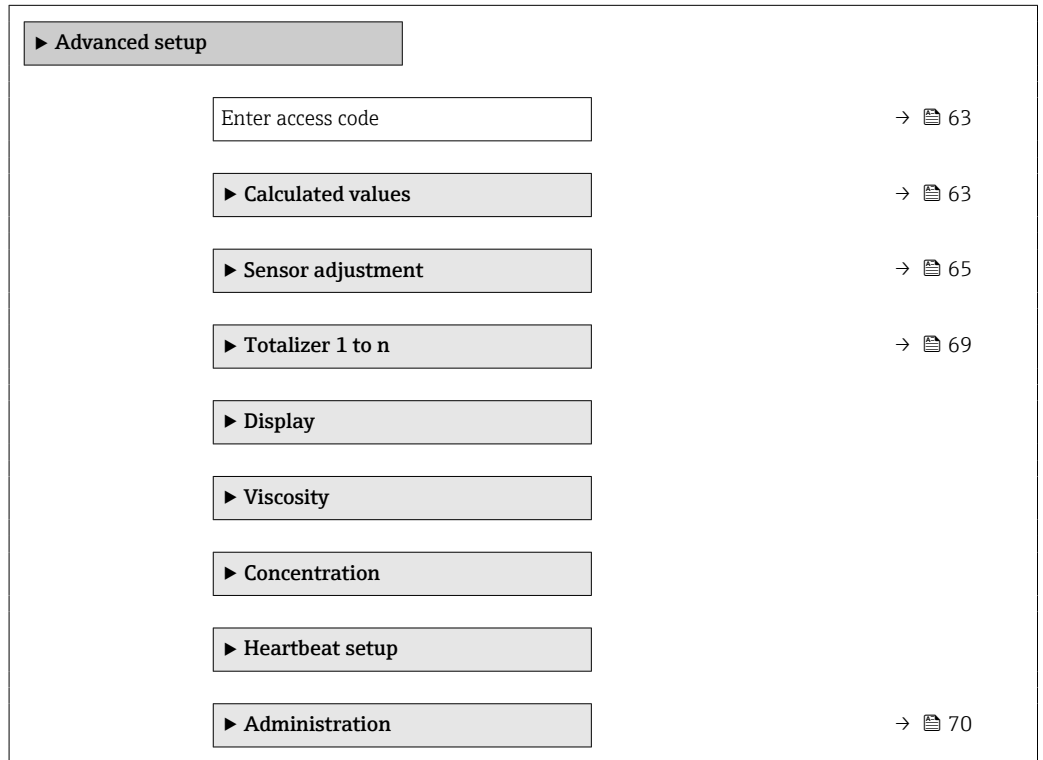 ► Advanced setup
Enter access code → 63
► Calculated values → 63
► Sensor adjustment → 65
► Totalizer 1 to n → 69
► Display
► Viscosity
► Concentration
► Heartbeat setup
► Administration → 70